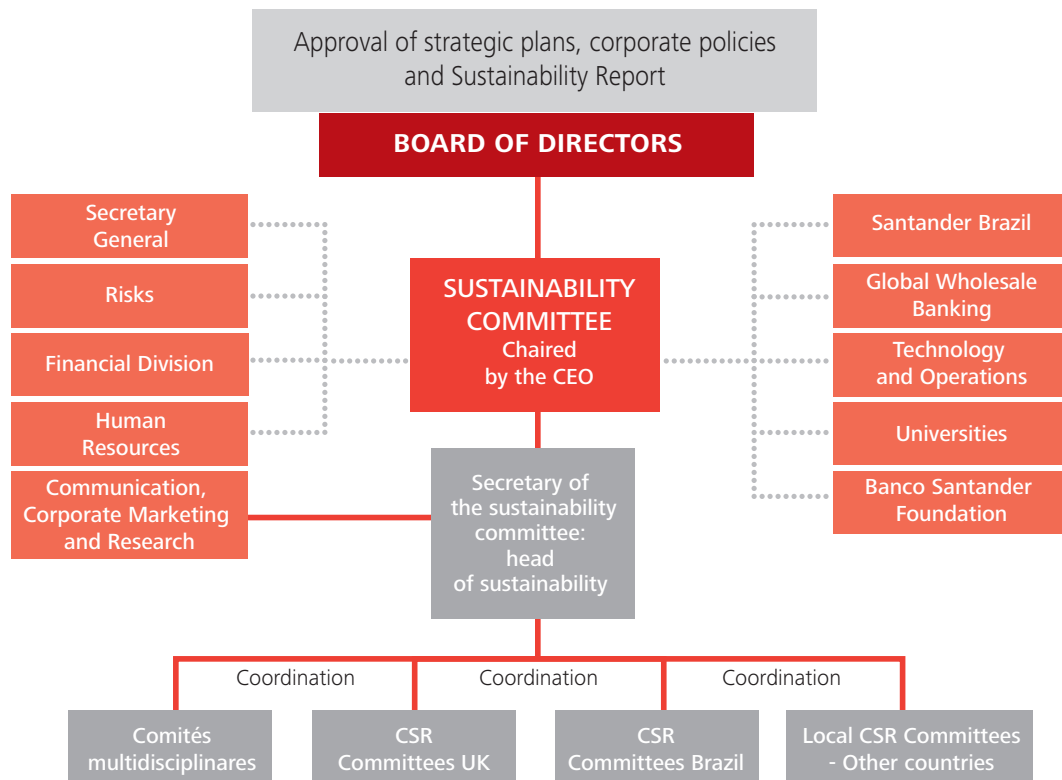 Approval of strategic plans, corporate policies
and Sustainability Report
BOARD OF DIRECTORS
Secretary
General
Risks
Financial Division
Human
Resources
Communication,
Corporate Marketing
and Research
SUSTAINABILITY
COMMITTEE
Chaired
by the CEO
Santander Brazil
Global Wholesale
Banking
Technology
and Operations
Universities
Banco Santander
Foundation
Secretary of
the sustainability
committee:
head
of sustainability
Coordination
Coordination
Coordination
Comités
multidisciplinares
CSR
Committees UK
CSR
Committees Brazil
Local CSR Committees
- Other countries